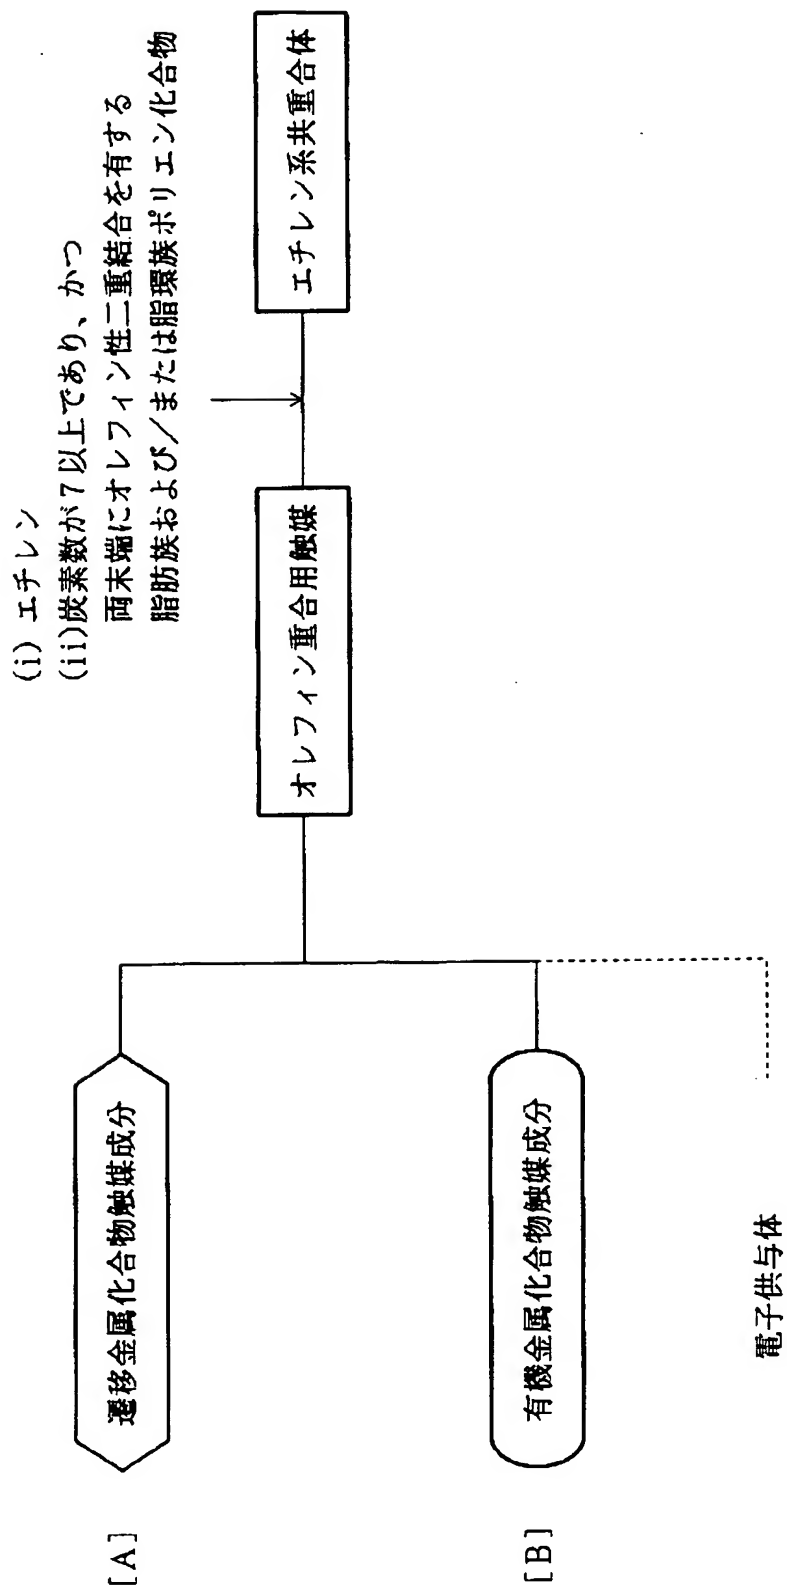 (i) エチレン
(ii)炭素数が7以上であり、かつ
両末端にオレフィン性二重結合を有する
脂肪族および／または脂環族ポリエン化合物
[A]
遷移金属化合物触媒成分
オレフィン重合用触媒
エチレン系共重合体
[B]
有機金属化合物触媒成分
電子供与体